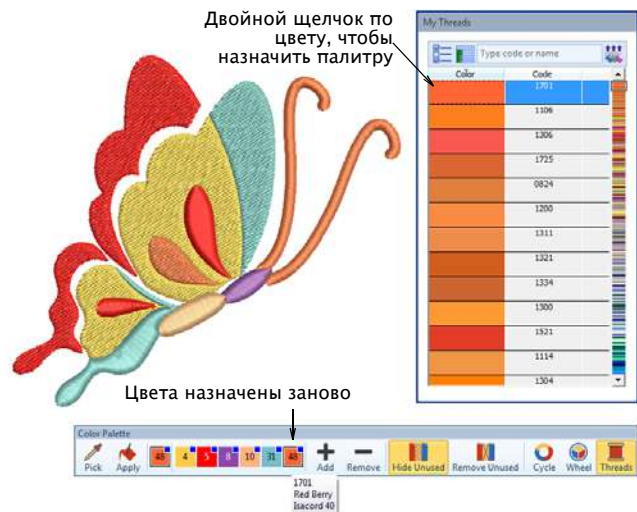 Двойной щелчок по
цвету, чтобы
назначить палитру
My Threads
Type code or name
Color Code
1701
1106
1306
1725
0824
1200
1311
1321
1334
1300
1521
1114
1304
Цвета назначены заново
Color Palette
48 4 5 8 10 31 48
Pick Apply Add Remove Hide Unused Remove Unused Cycle Wheel Threads
1701
Red Berry
Isacord 40